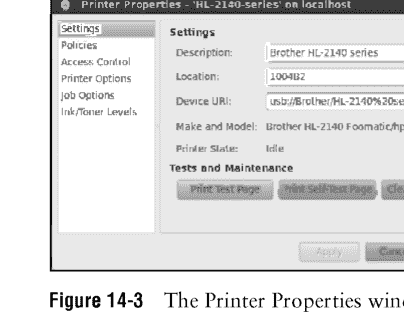 Printer Properties - 'HL-2140-series' on localhost
Settings
Policies
Access Control
Printer Options
Job Options
Ink/Toner Levels
Settings
Description: Brother HL-2140 series
Location: 1004B2
Device URI: usb://Brother/HL-2140%20se
Make and Model: Brother HL-2140 Foomatic/hp
Printer State: Idle
Tests and Maintenance
Print Test Page Print Self-Test Page Cle
Apply Cance
Figure 14-3 The Printer Properties win